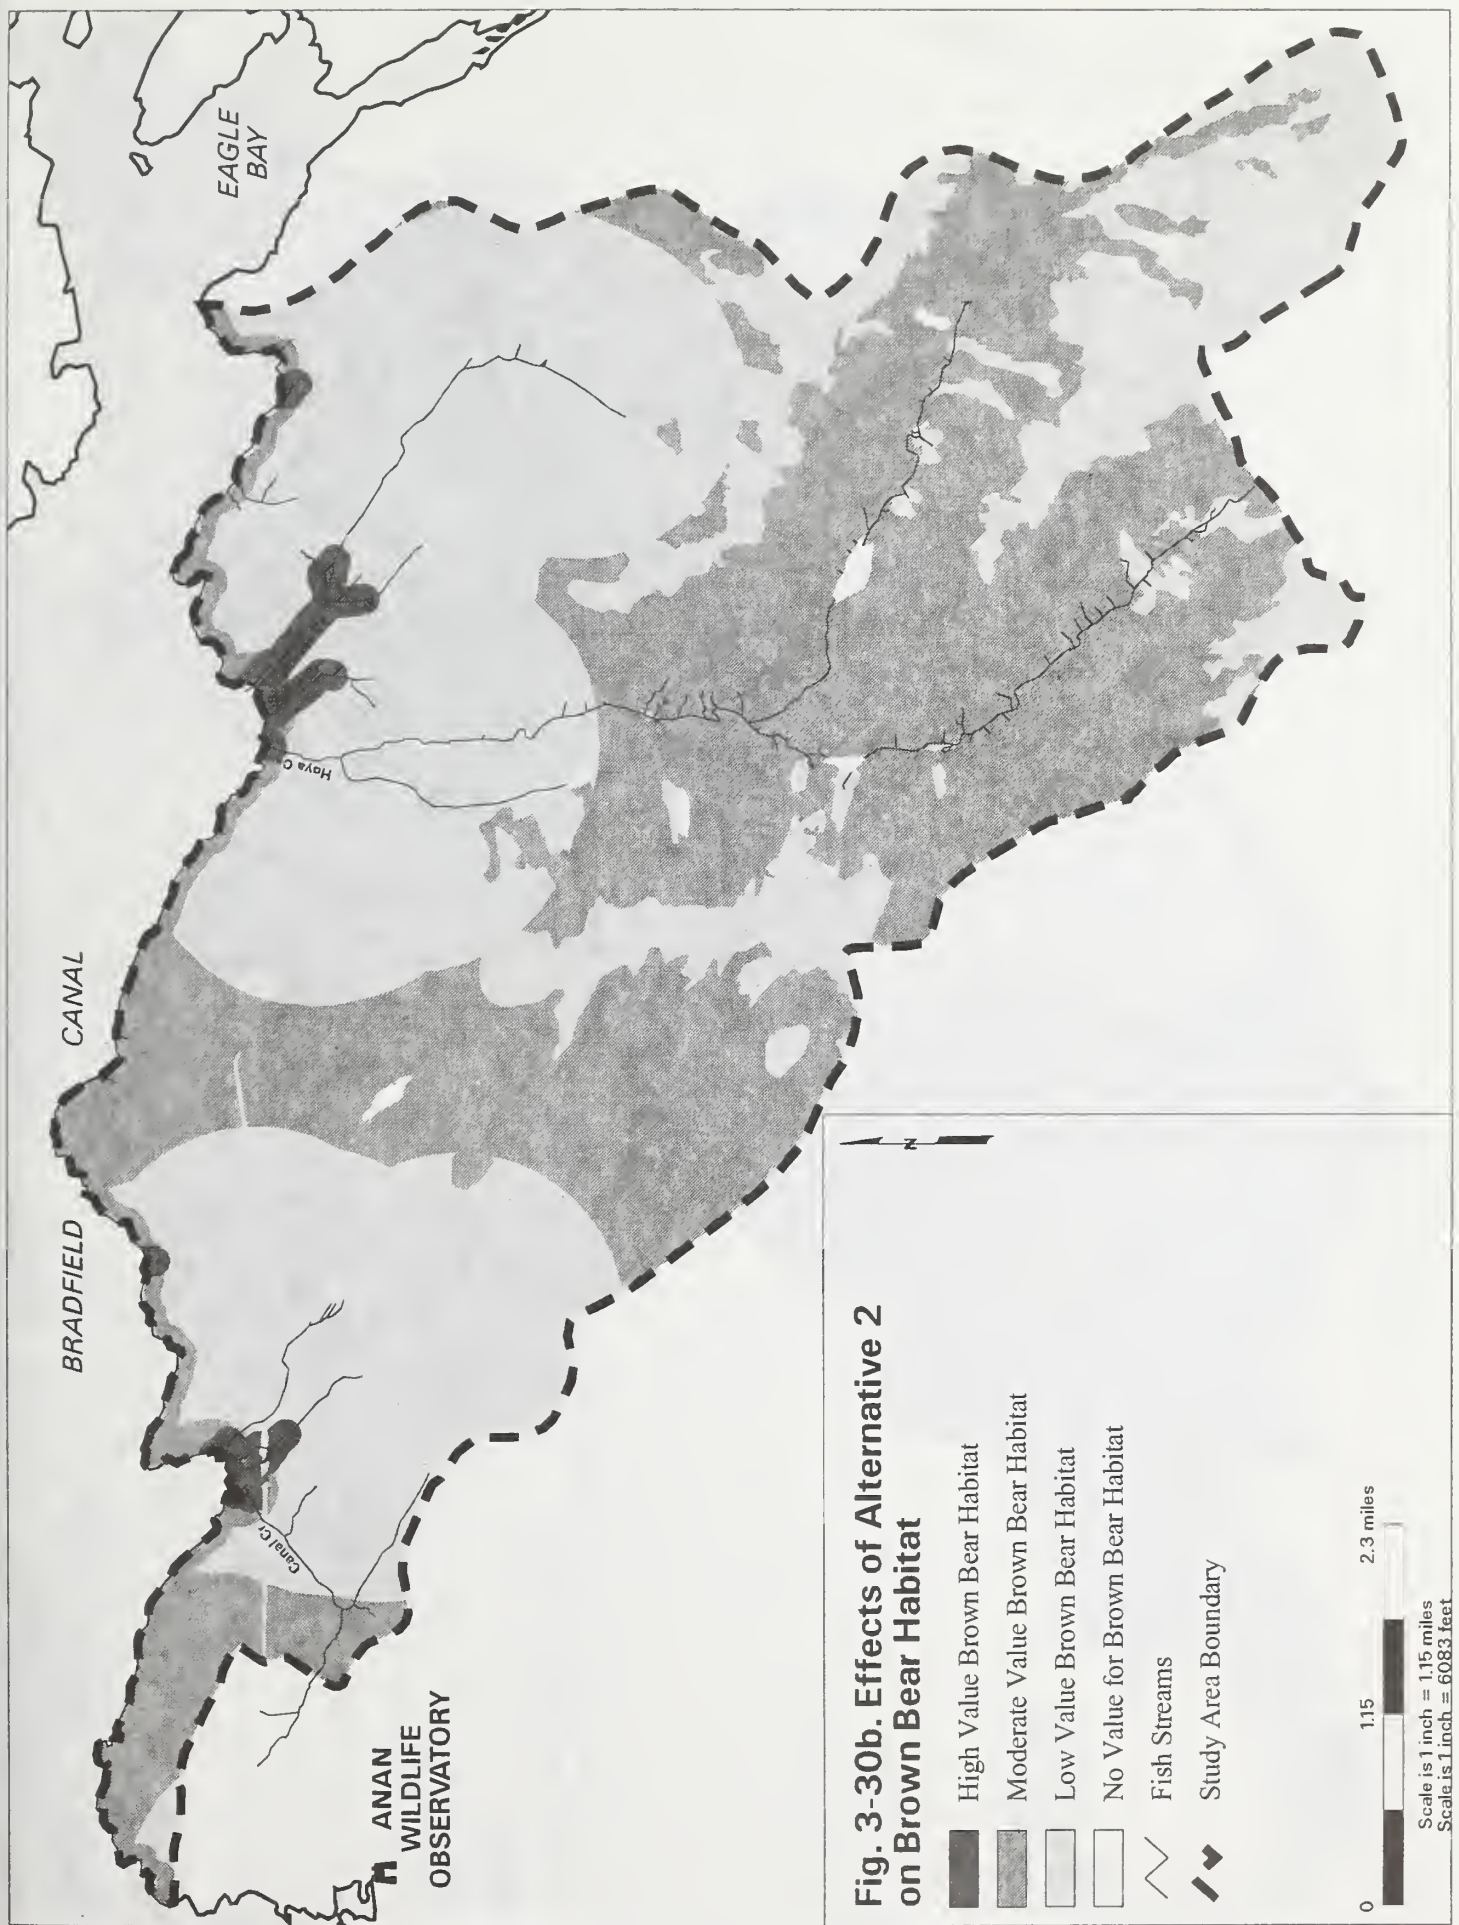 BRADFIELD CANAL
EAGLE
BAY
Canal Cr
Haya C
ANAN
WILDLIFE
OBSERVATORY
Fig. 3-30b. Effects of Alternative 2
on Brown Bear Habitat
High Value Brown Bear Habitat
Moderate Value Brown Bear Habitat
Low Value Brown Bear Habitat
No Value for Brown Bear Habitat
Fish Streams
Study Area Boundary
N
0 1.15 2.3 miles
Scale is 1 inch = 1.15 miles
Scale is 1 inch = 6083 feet